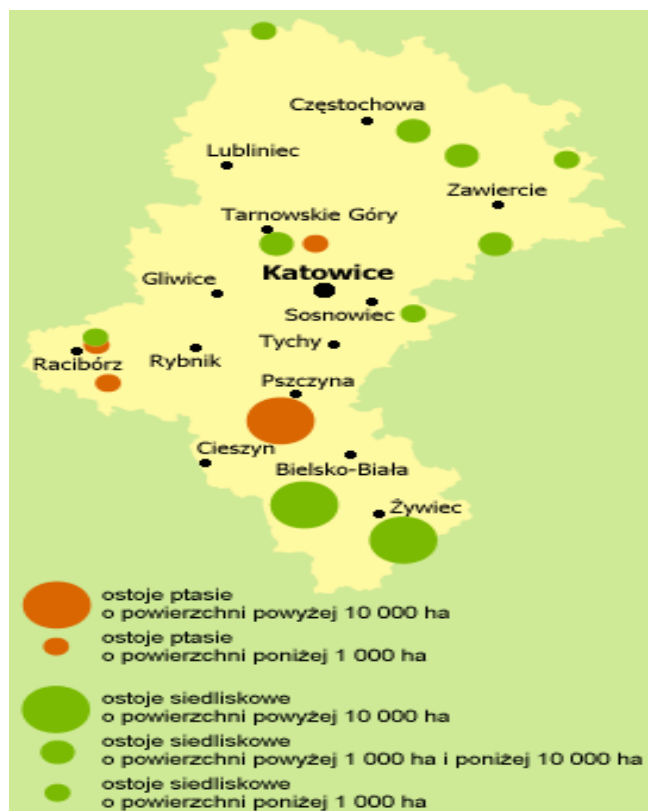 Częstochowa
Lubliniec
Zawiercie
Tarnowskie Góry
Katowice
Gliwice
Sosnowiec
Tychy
Racibórz
Rybnik
Pszczyna
Cieszyn
Bielsko-Biała
Żywiec
ostoje ptasie
o powierzchni powyżej 10 000 ha
ostoje ptasie
o powierzchni poniżej 1 000 ha
ostoje siedliskowe
o powierzchni powyżej 10 000 ha
ostoje siedliskowe
o powierzchni powyżej 1 000 ha i poniżej 10 000 ha
ostoje siedliskowe
o powierzchni poniżej 1 000 ha